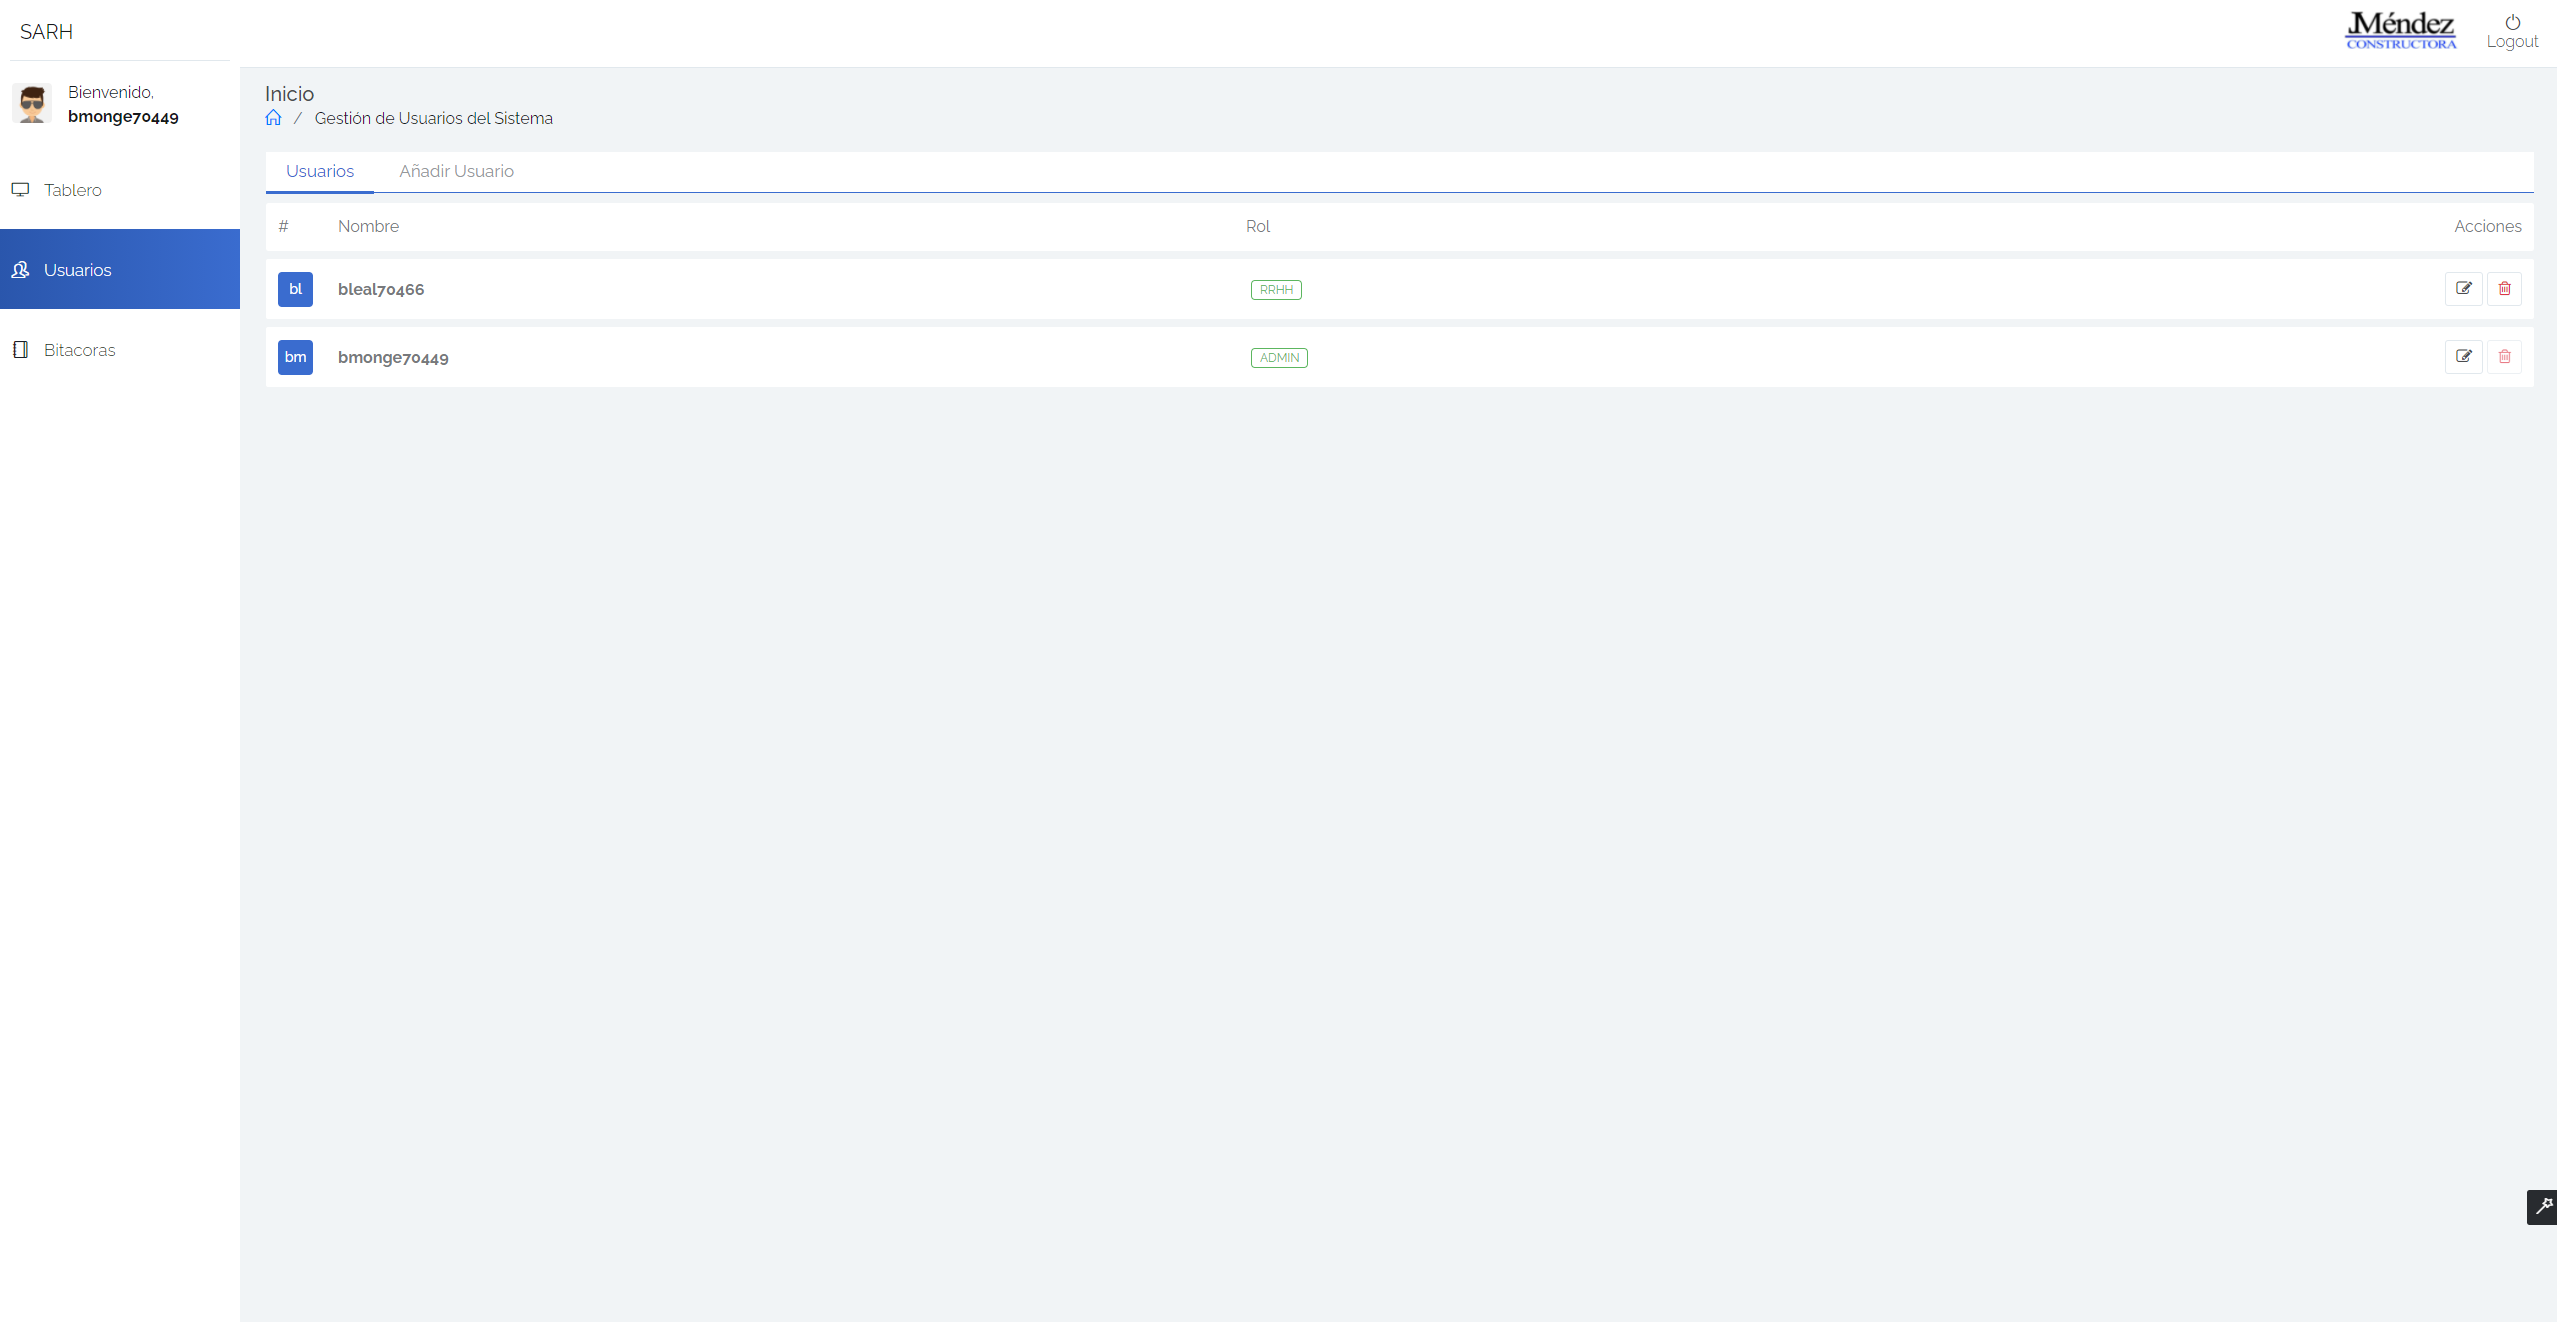 SARH
JMéndez
CONSTRUCTORA
Logout
Bienvenido,
bmonge70449
Tablero
Usuarios
Bitacoras
Inicio
/ Gestión de Usuarios del Sistema
Usuarios Añadir Usuario
# Nombre Rol Acciones
bl bleal70466 RRHH
bm bmonge70449 ADMIN